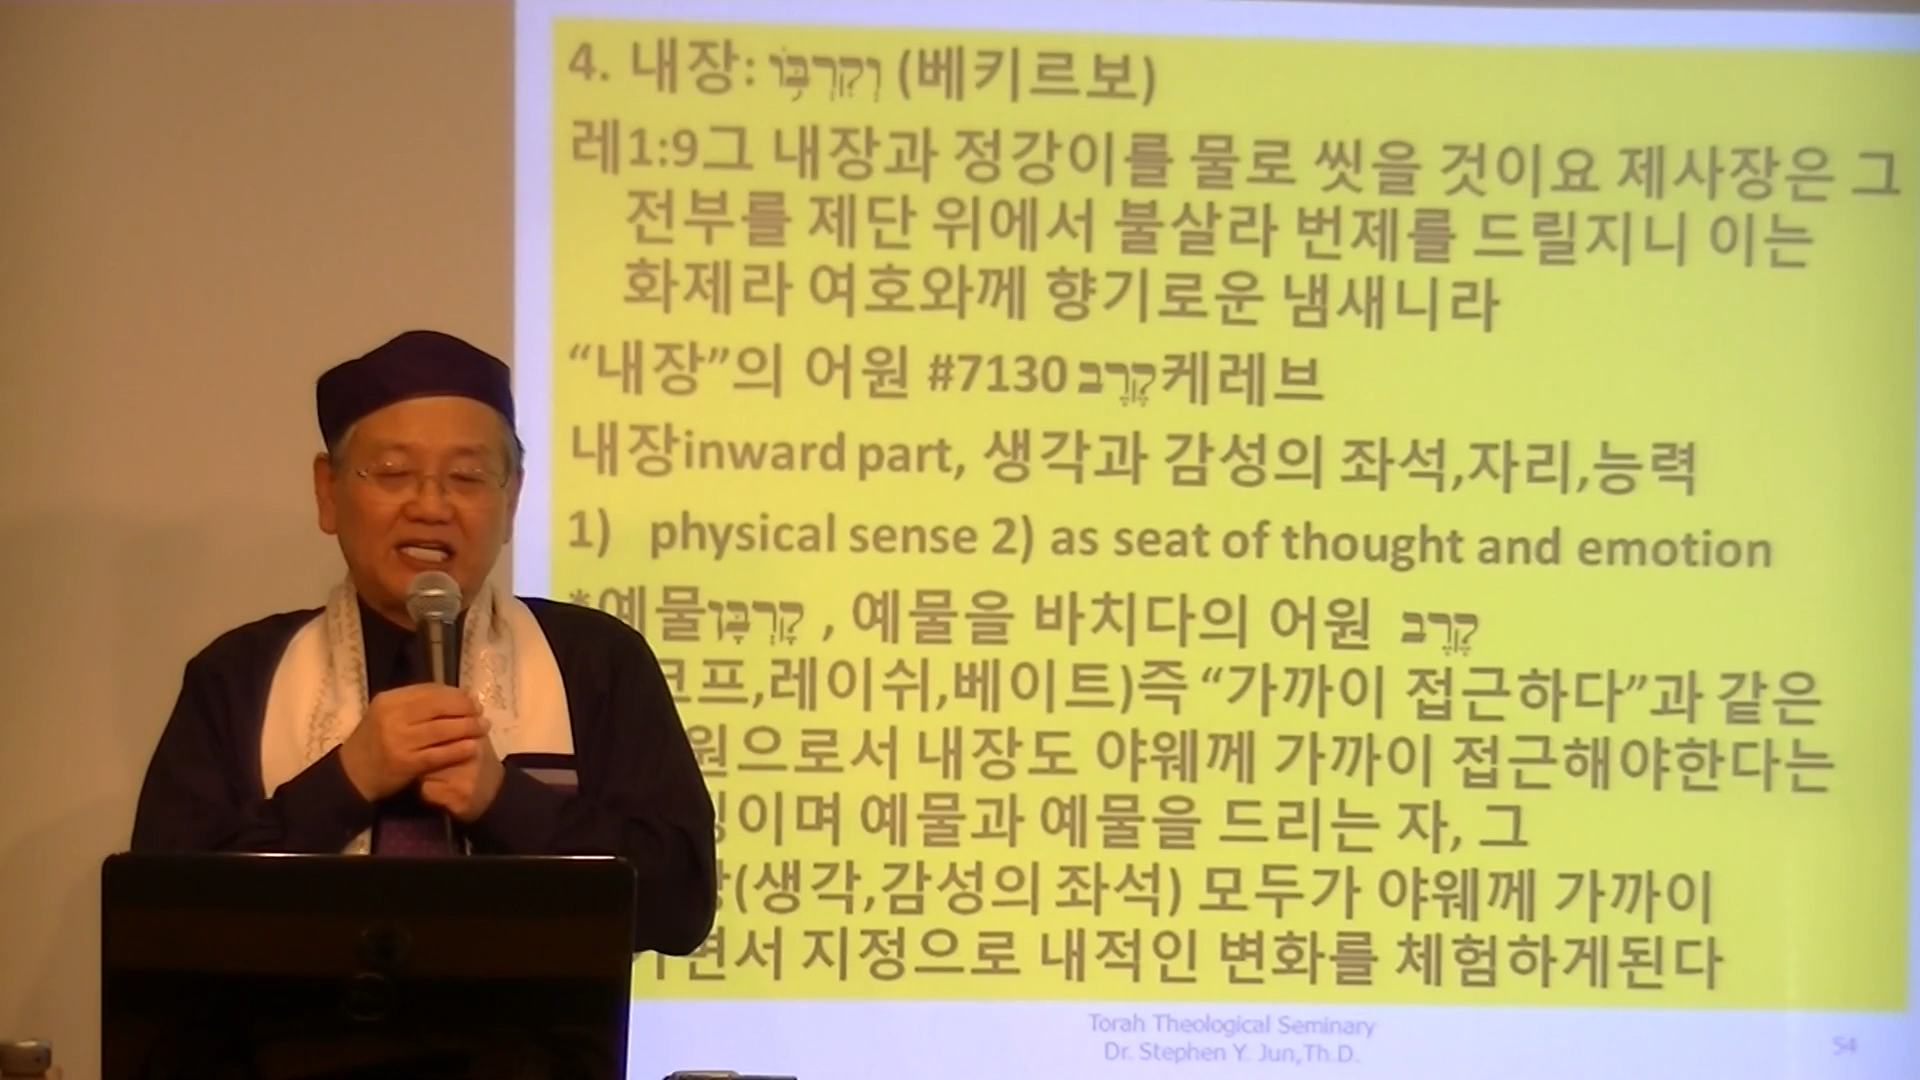 4. 내장: וְקִרְבּ֥וֹ (베키르보)
레1:9그 내장과 정강이를 물로 씻을 것이요 제사장은 그
전부를 제단 위에서 불살라 번제를 드릴지니 이는
화제라 여호와께 향기로운 냄새니라
“내장”의 어원 #7130 קֶרֶב케레브
내장inward part, 생각과 감성의 좌석,자리,능력
1) physical sense 2) as seat of thought and emotion
*예물קָרְבָּן , 예물을 바치다의 어원 קָרֶב
레이쉬,베이트)즉 “가까이 접근하다”과 같은
내장도 야웨께 가까이 접근해야한다는
예물과 예물을 드리는 자, 그
(생각,감성의 좌석) 모두가 야웨께 가까이
지정으로 내적인 변화를 체험하게된다
Torah Theological Seminary
Dr. Stephen Y. Jun,Th.D.
54